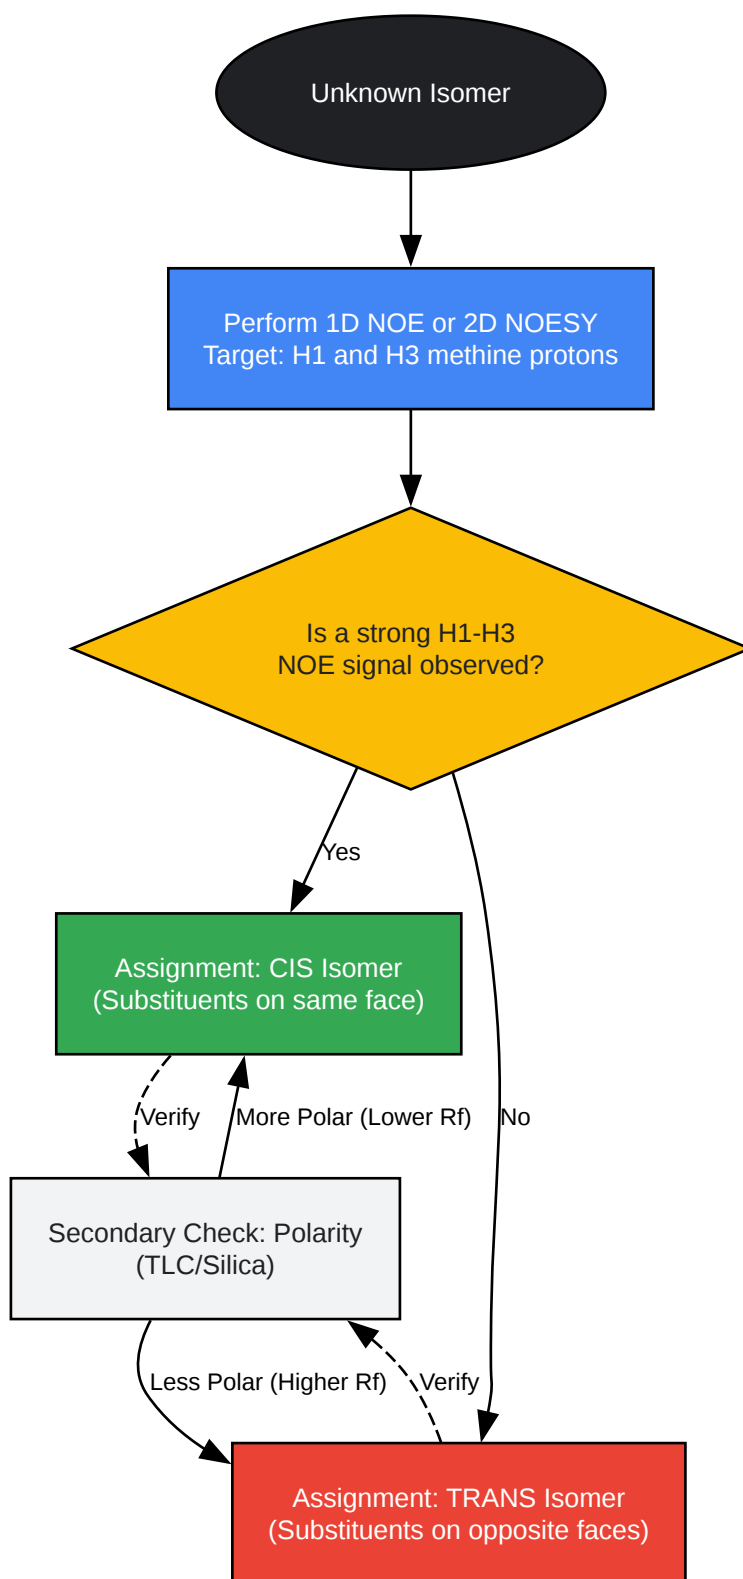 Unknown Isomer
Perform 1D NOE or 2D NOESY
Target: H1 and H3 methine protons
Is a strong H1-H3
NOE signal observed?
Yes
Assignment: CIS Isomer
(Substituents on same face)
Verify
More Polar (Lower Rf)
No
Secondary Check: Polarity
(TLC/Silica)
Less Polar (Higher Rf)
Verify
Assignment: TRANS Isomer
(Substituents on opposite faces)